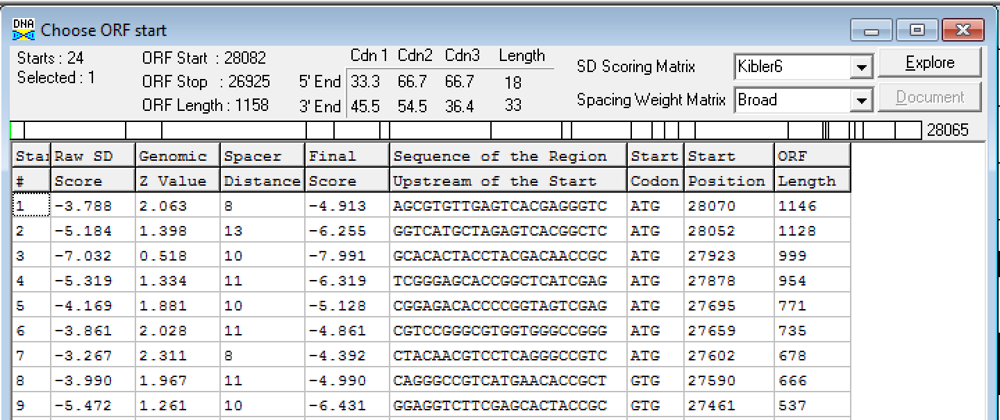 DNA
Choose ORF start
Starts : 24 ORF Start : 28082 Cdn 1 Cdn2 Cdn3 Length SD Scoring Matrix Kibler6 Explore
Selected : 1 ORF Stop : 26925 5' End 33.3 66.7 66.7 18
ORF Length : 1158 3' End 45.5 54.5 36.4 33 Spacing Weight Matrix Broad Document
28065
Star Raw SD Genomic Spacer Final Sequence of the Region Start Start ORF
# Score Z Value Distance Score Upstream of the Start Codon Position Length
1 -3.788 2.063 8 -4.913 AGCGTGTTGAGTCACGAGGGTC ATG 28070 1146
2 -5.184 1.398 13 -6.255 GGTCATGCTAGAGTCACGGCTC ATG 28052 1128
3 -7.032 0.518 10 -7.991 GCACACTACCTACGACAACCGC ATG 27923 999
4 -5.319 1.334 11 -6.319 TCGGGAGCACCGGCTCATCGAG ATG 27878 954
5 -4.169 1.881 10 -5.128 CGGAGACACCCCGGTAGTCGAG ATG 27695 771
6 -3.861 2.028 11 -4.861 CGTCCGGGCGTGGTGGGCCGGG ATG 27659 735
7 -3.267 2.311 8 -4.392 CTACAACGTCCTCAGGGCCGTC ATG 27602 678
8 -3.990 1.967 11 -4.990 CAGGGCCGTCATGAACACCGCT GTG 27590 666
9 -5.472 1.261 10 -6.431 GGAGGTCTTCGAGCACTACCGC GTG 27461 537